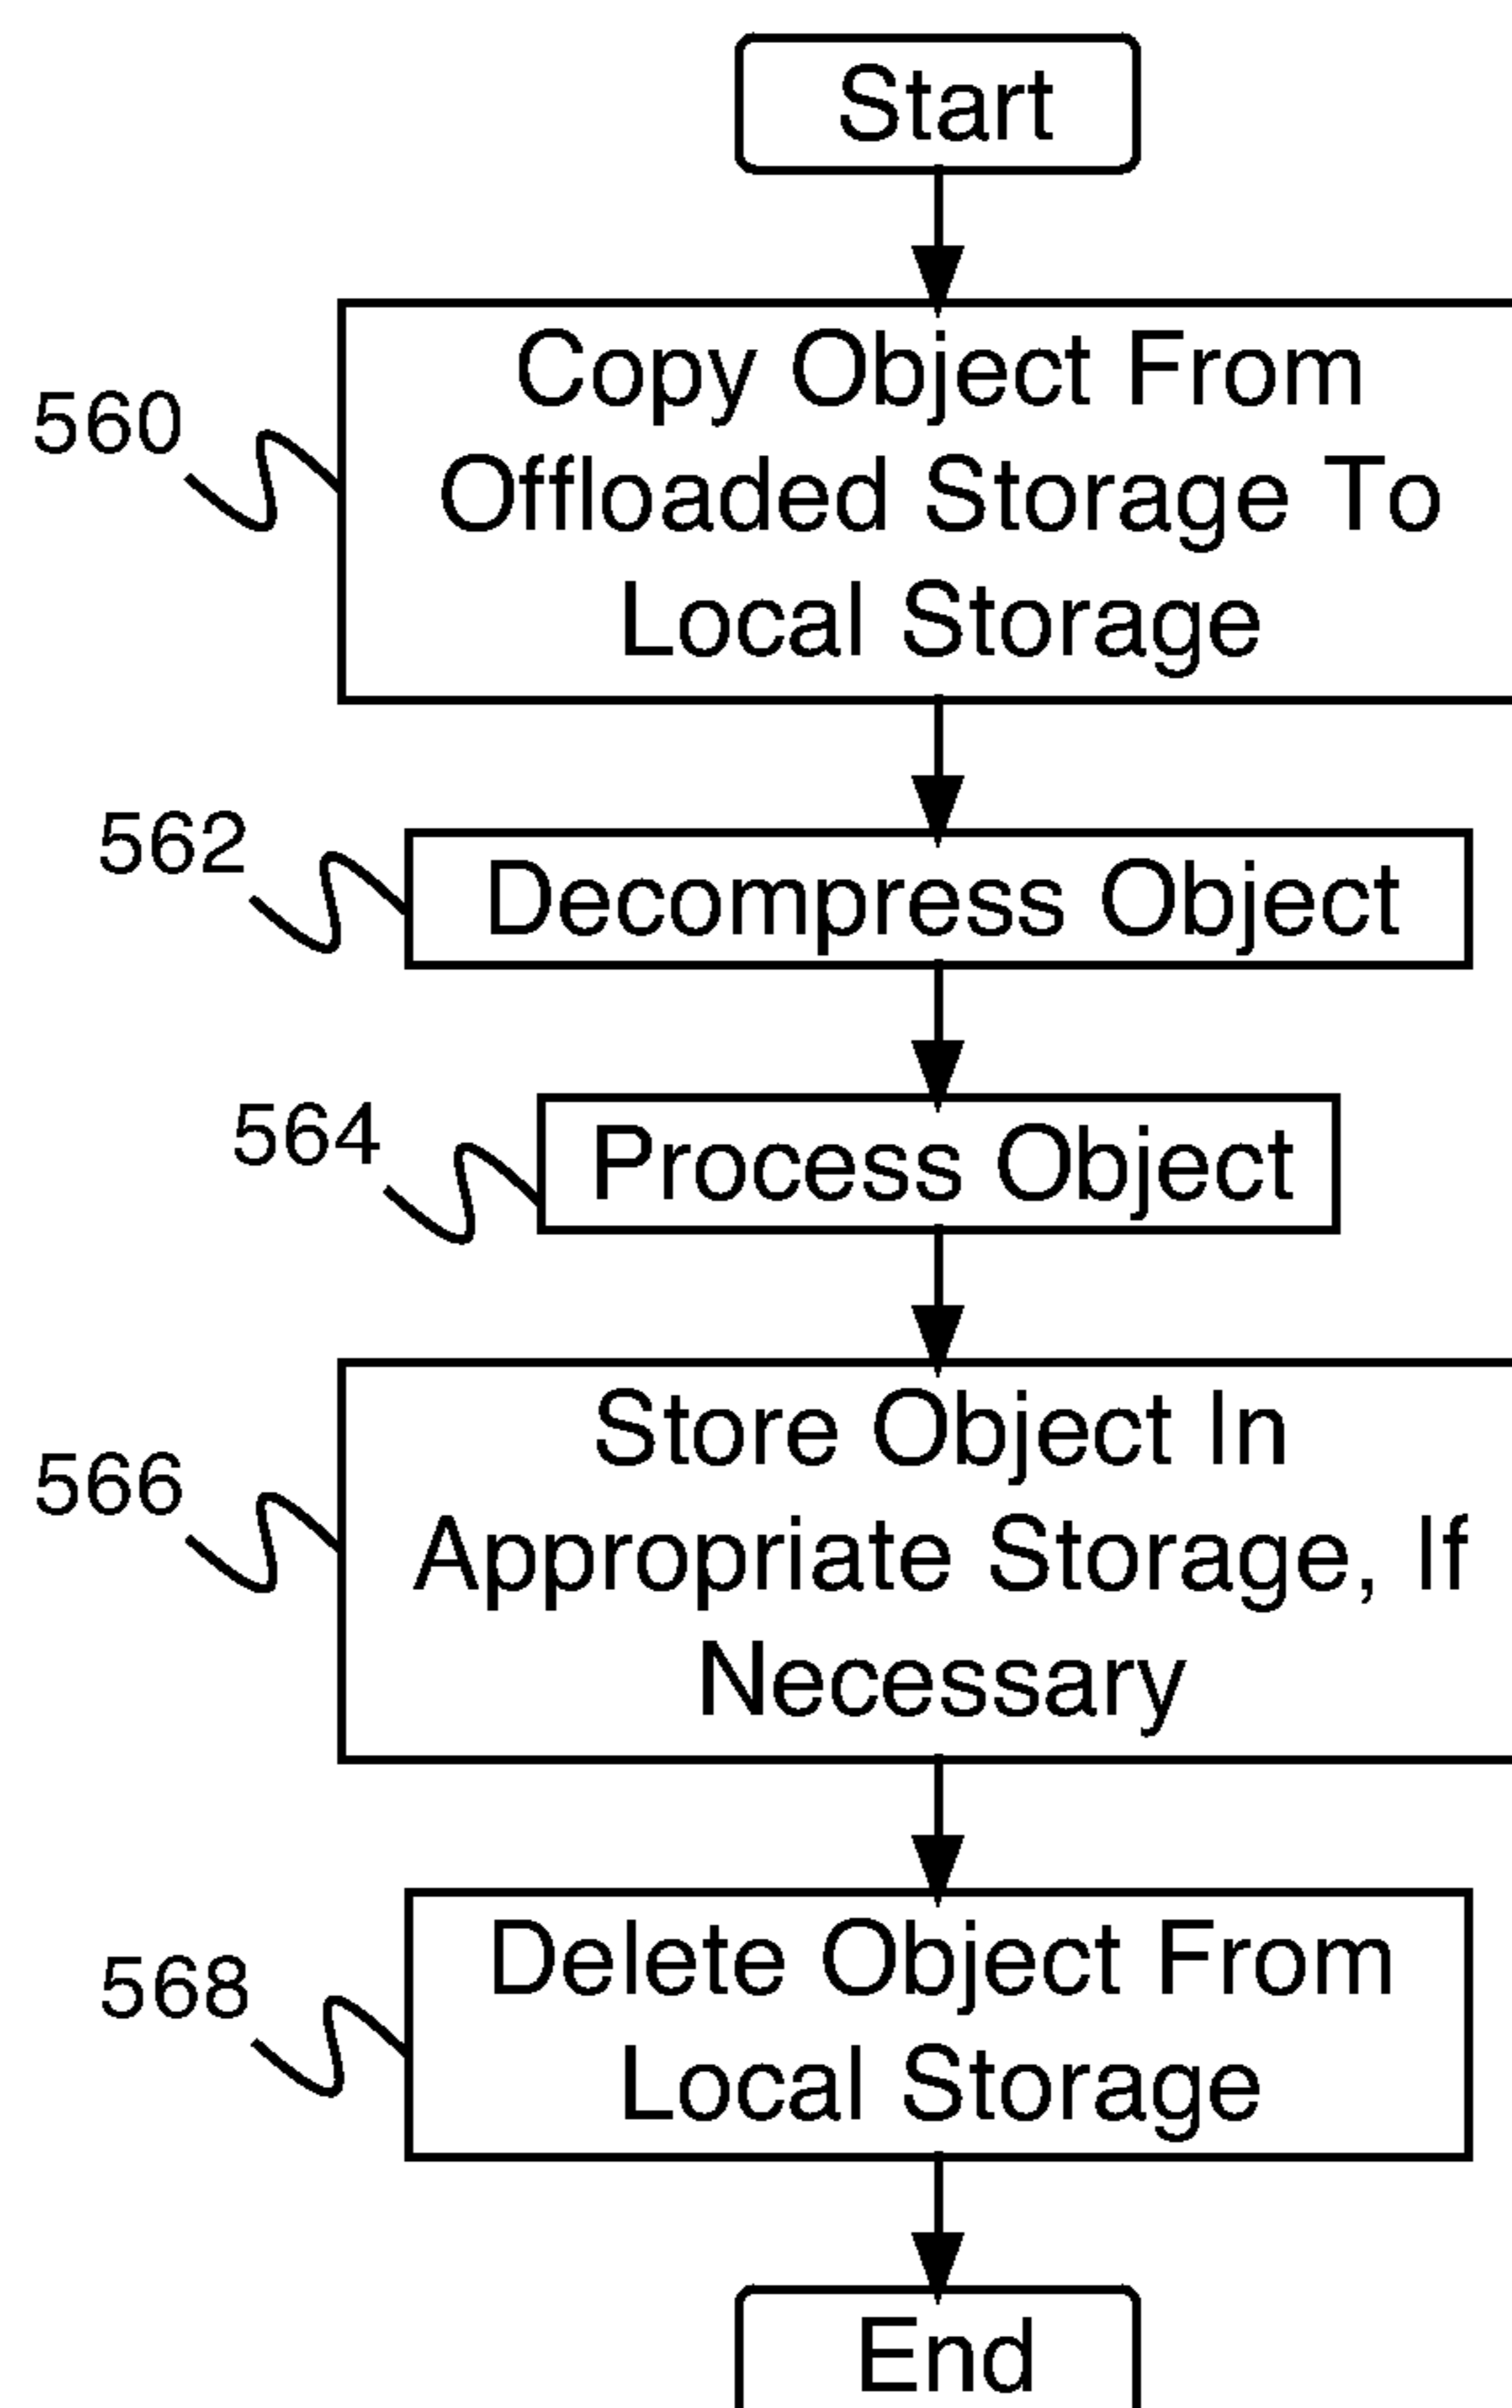 Start
560
Copy Object From
Offloaded Storage To
Local Storage
562
Decompress Object
564
Process Object
566
Store Object In
Appropriate Storage, If
Necessary
568
Delete Object From
Local Storage
End